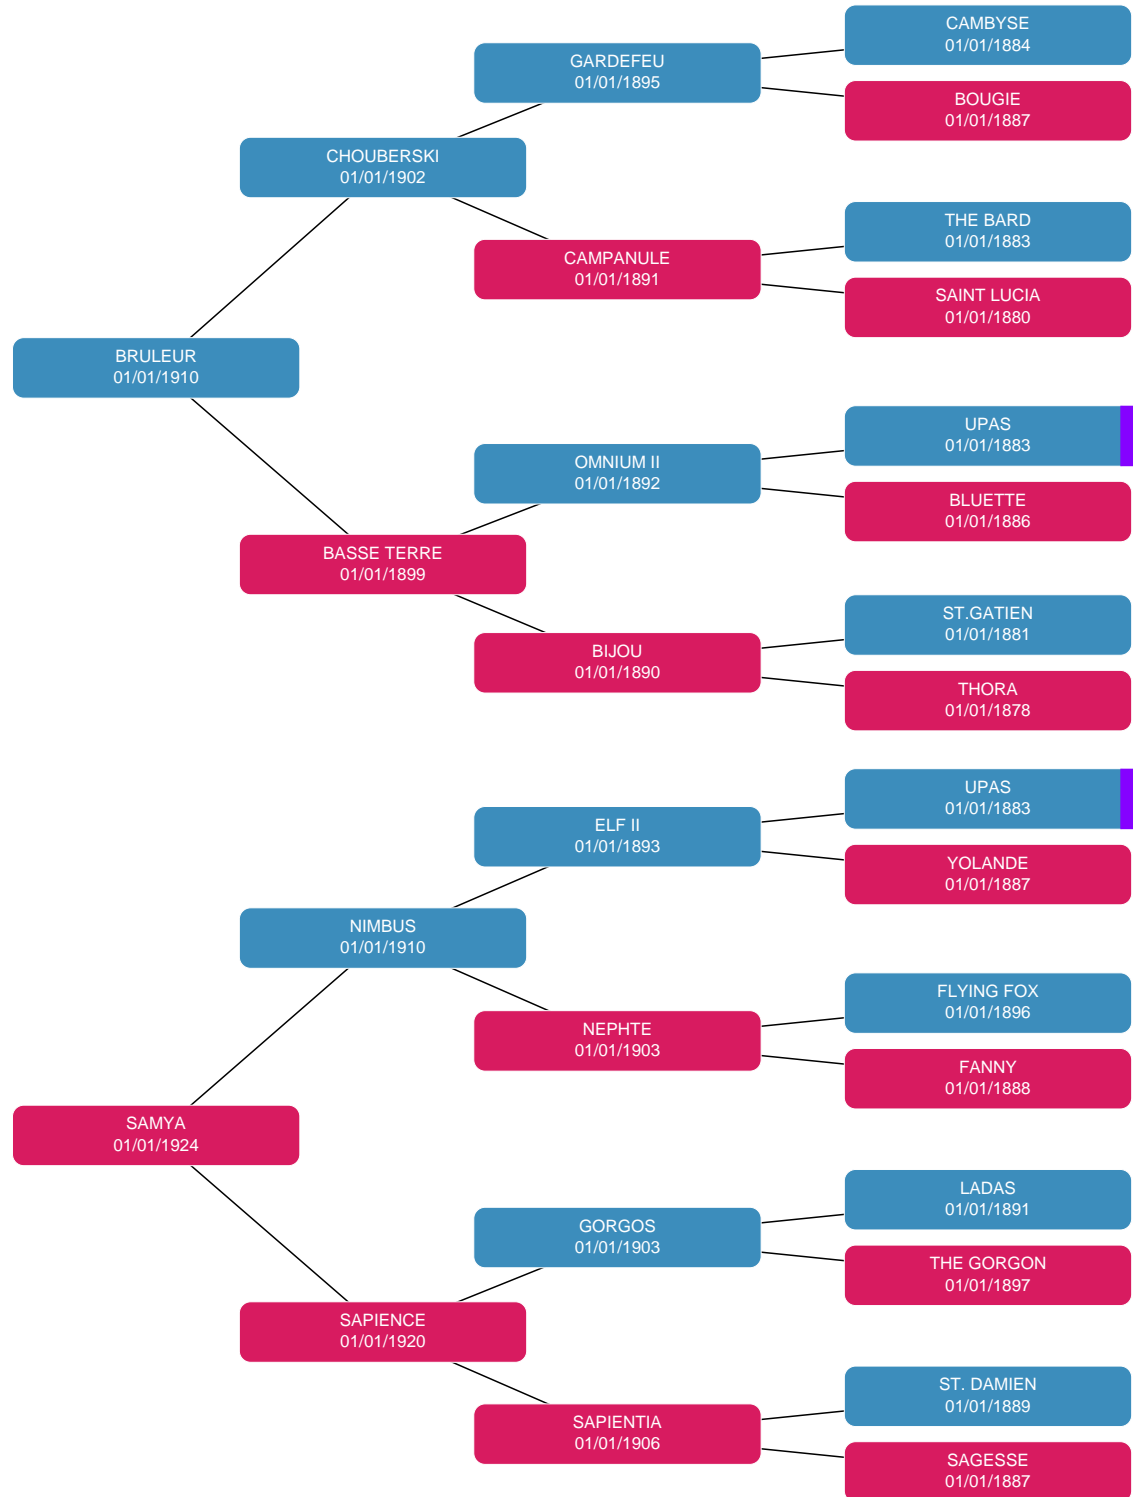 CAMBYSE
01/01/1884
GARDEFEU
01/01/1895
BOUGIE
01/01/1887
CHOUBERSKI
01/01/1902
THE BARD
01/01/1883
CAMPANULE
01/01/1891
SAINT LUCIA
01/01/1880
BRULEUR
01/01/1910
UPAS
01/01/1883
OMNIUM II
01/01/1892
BLUETTE
01/01/1886
BASSE TERRE
01/01/1899
ST.GATIEN
01/01/1881
BIJOU
01/01/1890
THORA
01/01/1878
UPAS
01/01/1883
ELF II
01/01/1893
YOLANDE
01/01/1887
NIMBUS
01/01/1910
FLYING FOX
01/01/1896
NEPHTE
01/01/1903
FANNY
01/01/1888
SAMYA
01/01/1924
LADAS
01/01/1891
GORGOS
01/01/1903
THE GORGON
01/01/1897
SAPIENCE
01/01/1920
ST. DAMIEN
01/01/1889
SAPIENTIA
01/01/1906
SAGESSE
01/01/1887